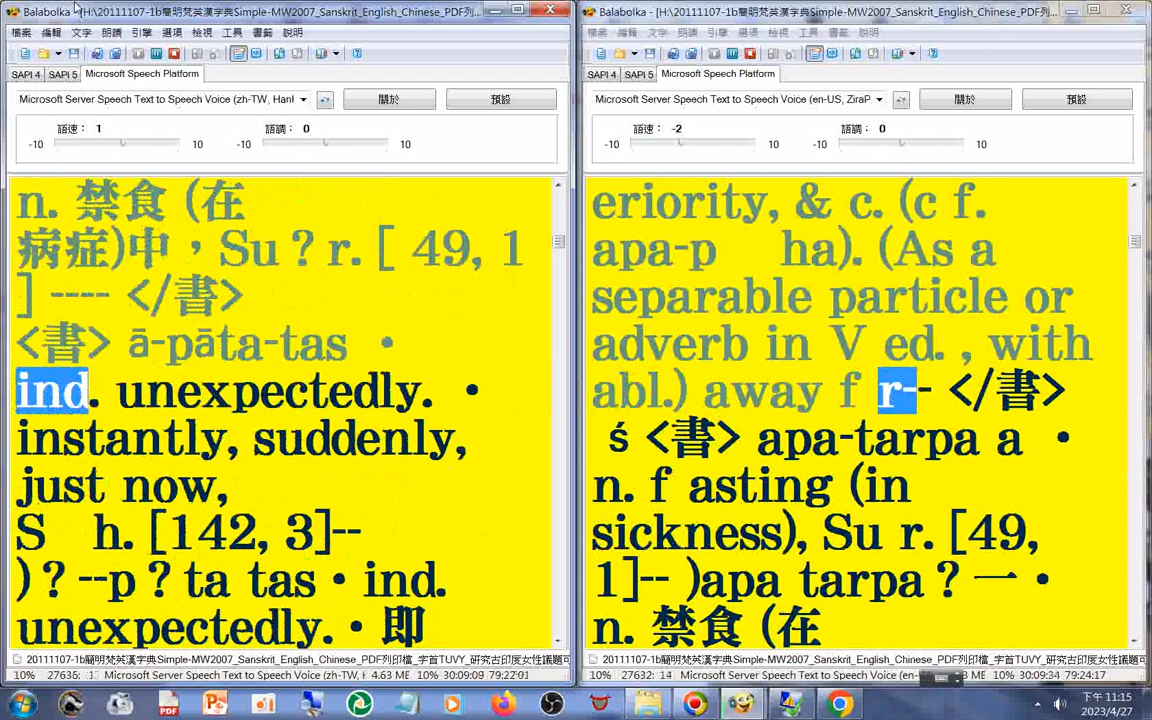 Balabolka - [H:\20111107-1b簡明梵英漢字典Simple-MW2007_Sanskrit_English_Chinese_PDF列...
檔案 編輯 文字 朗讀 引擎 選項 檢視 工具 書籤 說明
SAPI 4 SAPI 5 Microsoft Speech Platform
Microsoft Server Speech Text to Speech Voice (zh-TW, HanH
關於 預設
語速： 1 語調： 0
-10 10 -10 10
n. 禁食 (在
病症)中，Su？r. [ 49, 1
] ---- </書>
<書> ā-pāta-tas •
ind. unexpectedly. •
instantly, suddenly,
just now,
S h. [142, 3]--
)？--p？ta tas • ind.
unexpectedly. • 即
20111107-1b簡明梵英漢字典Simple-MW2007_Sanskrit_English_Chinese_PDF列印檔_字首TUVY_研究古印度女性議題可
10% 27636: 1 Microsoft Server Speech Text to Speech Voice (zh-TW, H 4.63 ME 10% 30:09:09 79:22:01
Balabolka - [H:\20111107-1b簡明梵英漢字典Simple-MW2007_Sanskrit_English_Chinese_PDF列印...
檔案 編輯 文字 朗讀 引擎 選項 檢視 工具 書籤 說明
SAPI 4 SAPI 5 Microsoft Speech Platform
Microsoft Server Speech Text to Speech Voice (en-US, ZiraP
關於 預設
語速： -2 語調： 0
-10 10 -10 10
eriority, & c. (c f.
apa-p ha). (As a
separable particle or
adverb in V ed. , with
abl.) away f r-- </書>
ś <書> apa-tarpa a •
n. f asting (in
sickness), Su r. [49,
1]-- )apa tarpa？一 •
n. 禁食 (在
20111107-1b簡明梵英漢字典Simple-MW2007_Sanskrit_English_Chinese_PDF列印檔_字首TUVY_研究古印度女性議題可
10% 27632: 14 Microsoft Server Speech Text to Speech Voice (en- 3 ME 10% 30:09:34 79:24:17
PDF
下午 11:15
2023/4/27